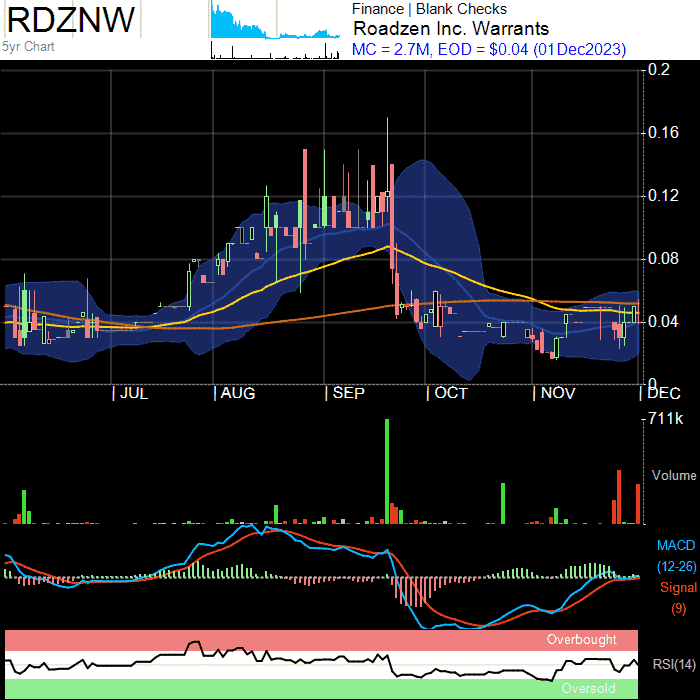 RDZNW
5yr Chart
Finance | Blank Checks
Roadzen Inc. Warrants
MC = 2.7M, EOD = $0.04 (01Dec2023)
0.2
0.16
0.12
0.08
0.04
0
JUL AUG SEP OCT NOV DEC
711k
Volume
MACD
(12-26)
Signal
(9)
Overbought
RSI(14)
Oversold